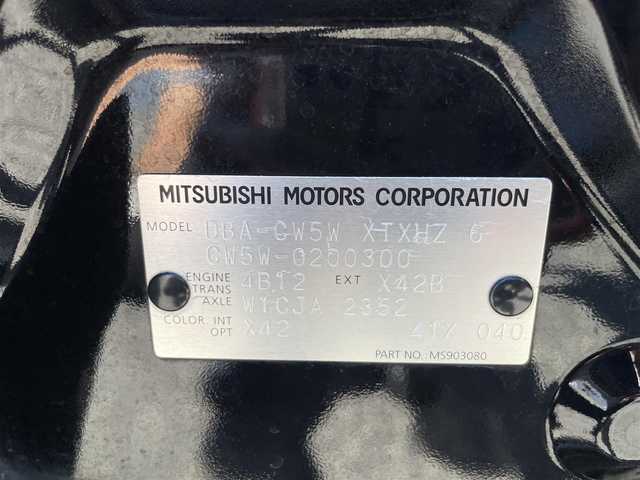 MITSUBISHI MOTORS CORPORATION
MODEL DBA-CW5W XTXHZ 6
CW5W-0200300
ENGINE 4B12 EXT X42B
TRANS AXLE W1CJA 2352
COLOR. INT OPT X42 040
PART NO.: MS903080